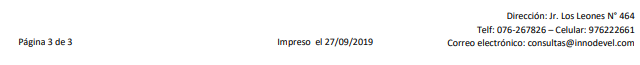 Dirección: Jr. Los Leones N° 464
Telf: 076-267826 – Celular: 976222661
Página 3 de 3 Impreso el 27/09/2019 Correo electrónico: consultas@innodevel.com